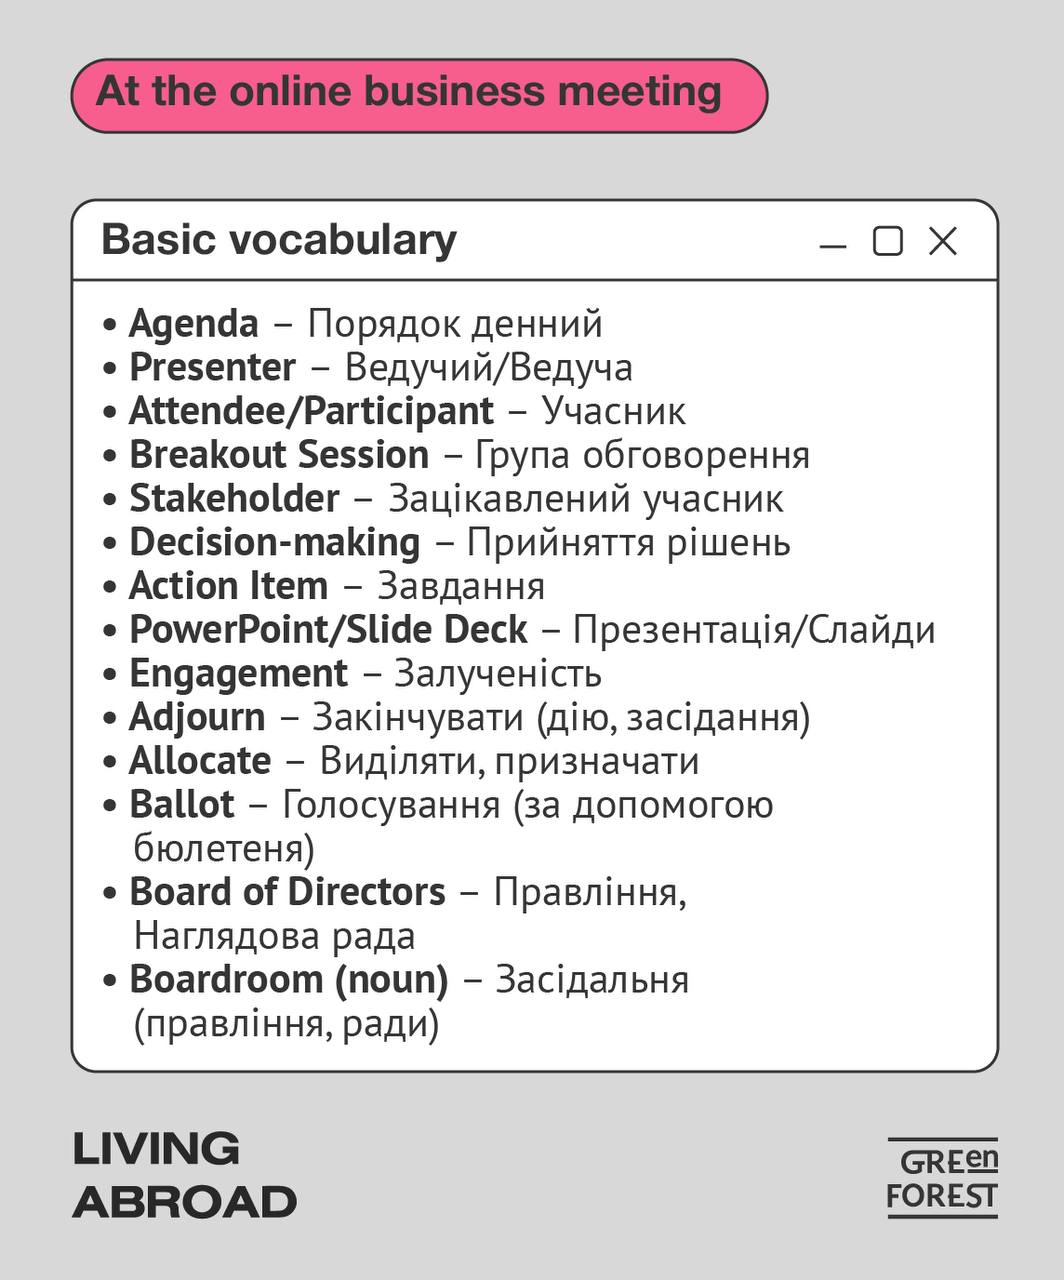 At the online business meeting
Basic vocabulary
• Agenda – Порядок денний
• Presenter – Ведучий/Ведуча
• Attendee/Participant – Учасник
• Breakout Session – Група обговорення
• Stakeholder – Зацікавлений учасник
• Decision-making – Прийняття рішень
• Action Item – Завдання
• PowerPoint/Slide Deck – Презентація/Слайди
• Engagement – Залученість
• Adjourn – Закінчувати (дію, засідання)
• Allocate – Виділяти, призначати
• Ballot – Голосування (за допомогою
бюлетеня)
• Board of Directors – Правління,
Наглядова рада
• Boardroom (noun) – Засідальня
(правління, ради)
LIVING
ABROAD
GREen
FOREST